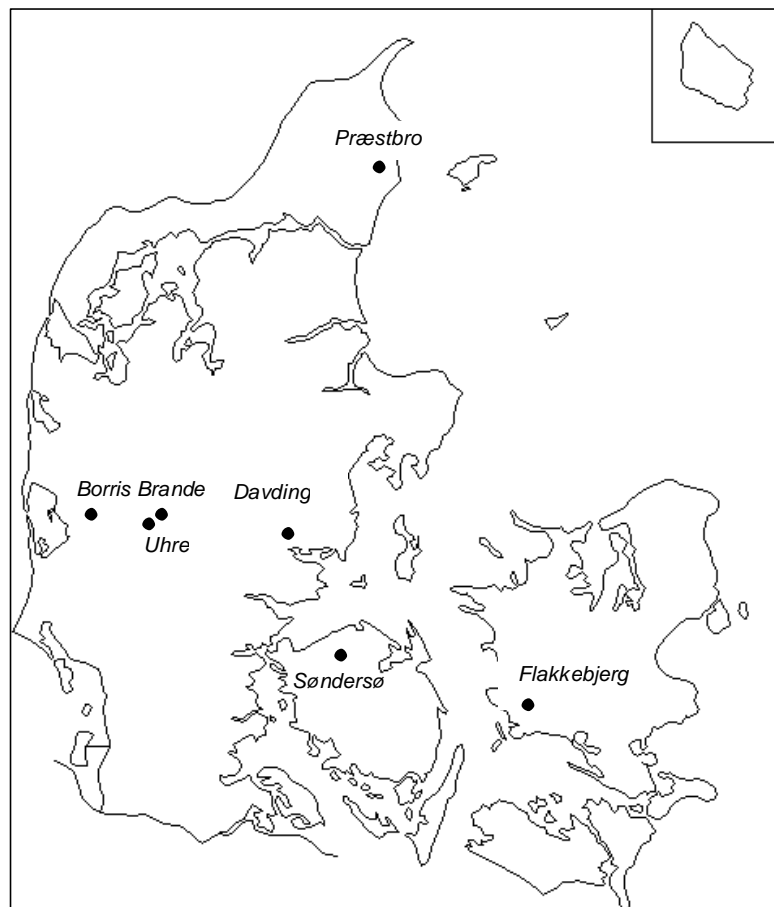 Præstbro
Borris Brande
Davding
Uhre
Søndersø
Flakkebjerg